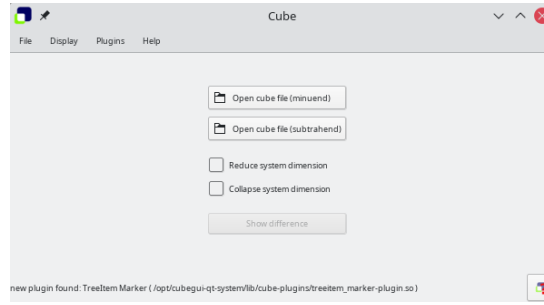 Cube
File Display Plugins Help
Open cube file (minuend)
Open cube file (subtrahend)
Reduce system dimension
Collapse system dimension
Show difference
new plugin found: TreeItem Marker ( /opt/cubegui-qt-system/lib/cube-plugins/treeitem_marker-plugin.so )